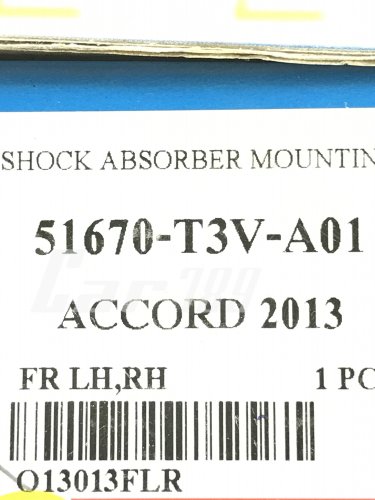 SHOCK ABSORBER MOUNTIN
51670-T3V-A01
ACCORD 2013
FR LH,RH 1 PC
O13013FLR